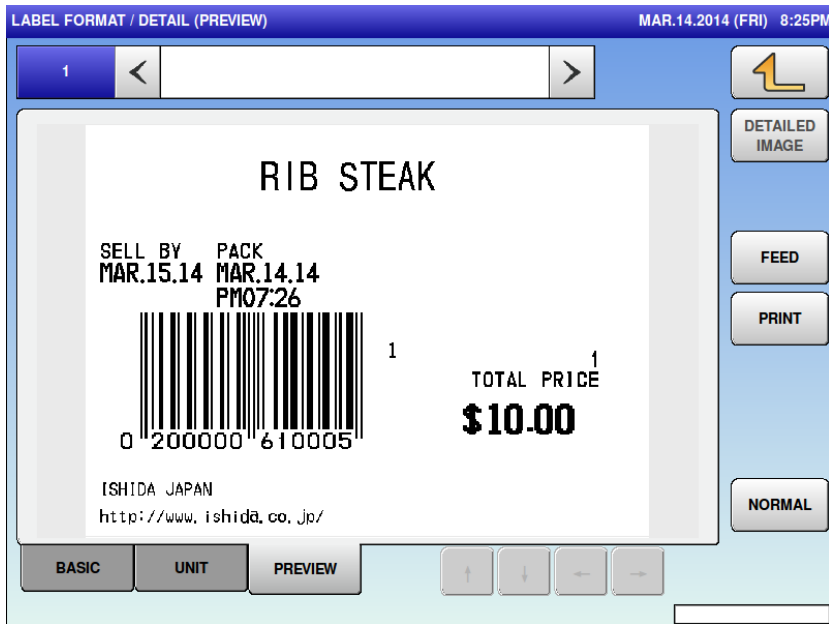 LABEL FORMAT / DETAIL (PREVIEW) MAR.14.2014 (FRI) 8:25PM
1
DETAILED
IMAGE
RIB STEAK
SELL BY PACK
MAR.15.14 MAR.14.14
PM07:26
FEED
PRINT
1
1
TOTAL PRICE
$10.00
0 200000 610005
ISHIDA JAPAN
http://www.ishida.co.jp/
NORMAL
BASIC UNIT PREVIEW